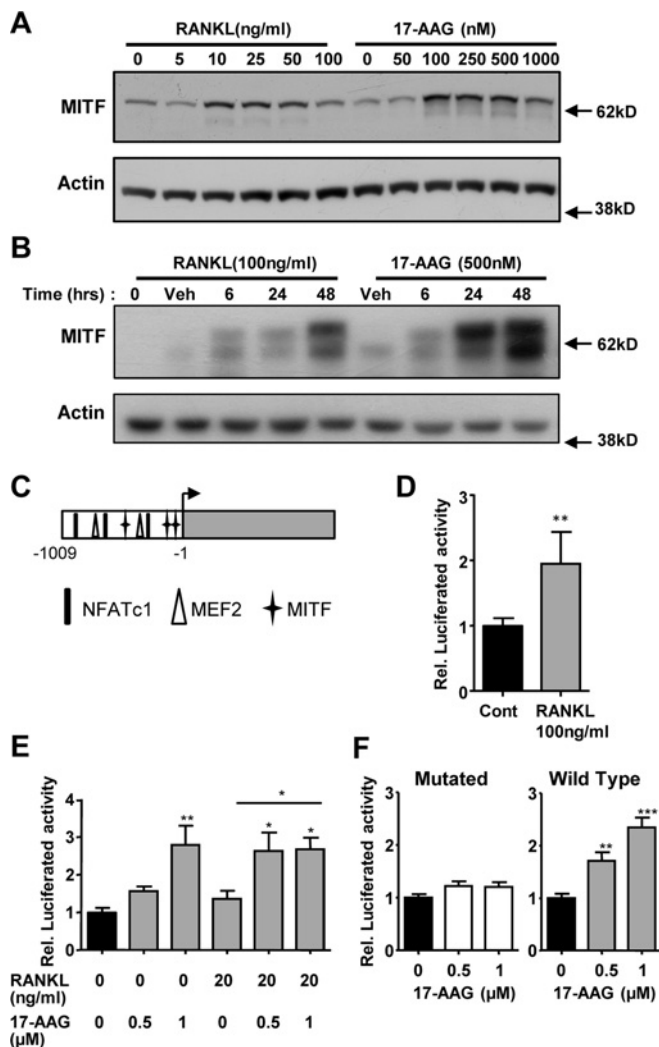 A
RANKL(ng/ml) 17-AAG (nM)
0 5 10 25 50 100 0 50 100 250 500 1000
MITF
62kD
Actin
38kD
B
RANKL(100ng/ml) 17-AAG (500nM)
Time (hrs) : 0 Veh 6 24 48 Veh 6 24 48
MITF
62kD
Actin
38kD
C
-1009 -1
NFATc1 MEF2 MITF
D
Rel. Luciferated activity
3
2
1
0
**
Cont RANKL
100ng/ml
E
Rel. Luciferated activity
4
3
2
1
0
** * * *
RANKL 0 0 0 20 20 20
(ng/ml)
17-AAG 0 0.5 1 0 0.5 1
(µM)
F
Mutated Wild Type
Rel. Luciferated activity
3
2
1
0
3
2
1
0
** ***
0 0.5 1 0 0.5 1
17-AAG (µM) 17-AAG (µM)